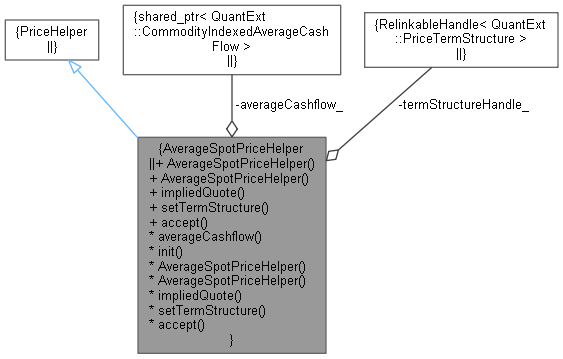 {PriceHelper
||}
{shared_ptr< QuantExt
::CommodityIndexedAverageCash
Flow >
||}
{RelinkableHandle< QuantExt
::PriceTermStructure >
||}
-averageCashflow_
-termStructureHandle_
{AverageSpotPriceHelper
||+ AverageSpotPriceHelper()
+ AverageSpotPriceHelper()
+ impliedQuote()
+ setTermStructure()
+ accept()
* averageCashflow()
* init()
* AverageSpotPriceHelper()
* AverageSpotPriceHelper()
* impliedQuote()
* setTermStructure()
* accept()
}